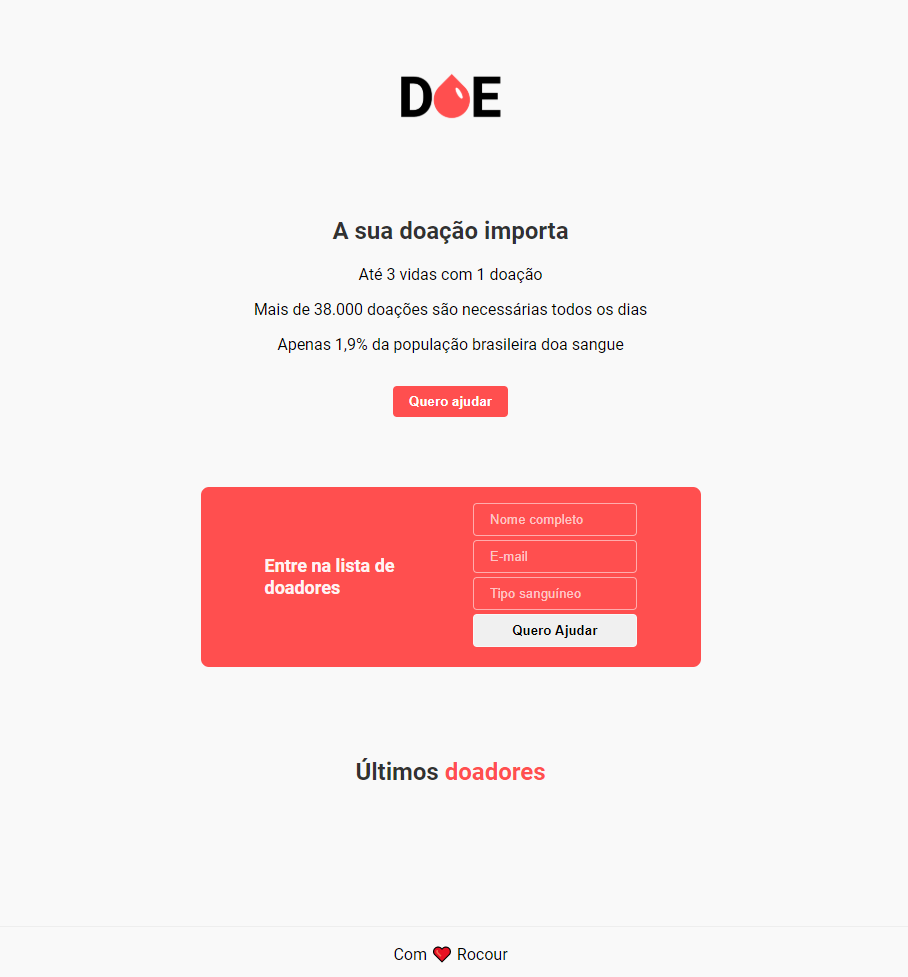 DOE
A sua doação importa
Até 3 vidas com 1 doação
Mais de 38.000 doações são necessárias todos os dias
Apenas 1,9% da população brasileira doa sangue
Quero ajudar
Entre na lista de
doadores
Nome completo
E-mail
Tipo sanguíneo
Quero Ajudar
Últimos doadores
Com ❤ Rocour